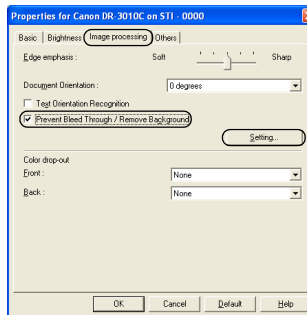 Properties for Canon DR-3010C on STI - 0000
Basic Brightness Image processing Others
Edge emphasis: Soft Sharp
Document Orientation : 0 degrees
Text Orientation Recognition
Prevent Bleed Through / Remove Background
Setting...
Color drop-out
Front : None
Back : None
OK Cancel Default Help